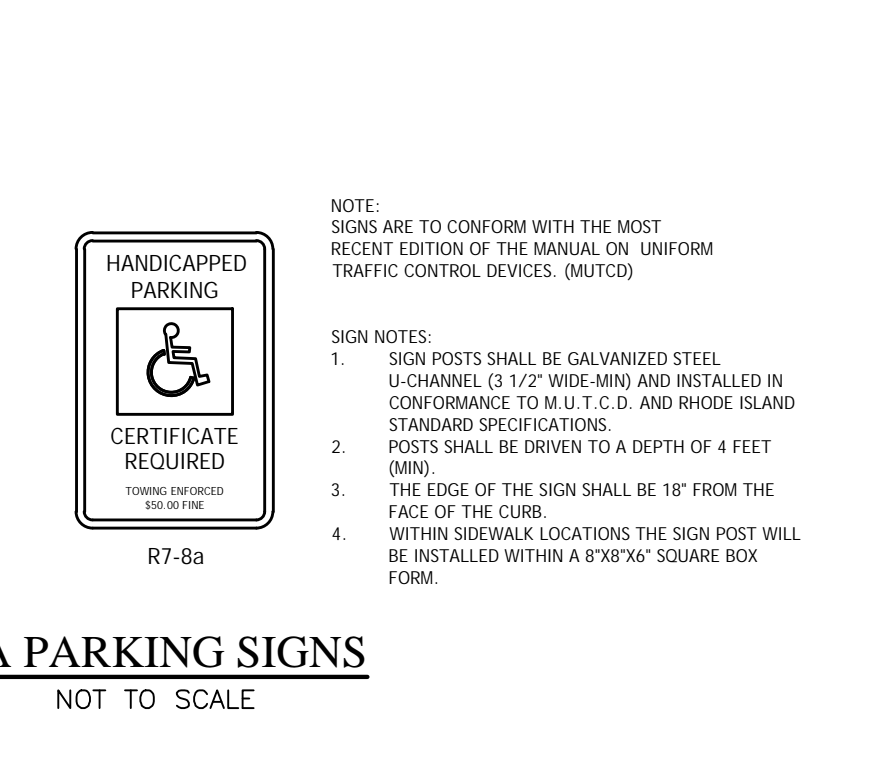 HANDICAPPED
PARKING
CERTIFICATE
REQUIRED
TOWING ENFORCED
$50.00 FINE
R7-8a
NOTE:
SIGNS ARE TO CONFORM WITH THE MOST
RECENT EDITION OF THE MANUAL ON UNIFORM
TRAFFIC CONTROL DEVICES. (MUTCD)
SIGN NOTES:
1. SIGN POSTS SHALL BE GALVANIZED STEEL
U-CHANNEL (3 1/2" WIDE-MIN) AND INSTALLED IN
CONFORMANCE TO M.U.T.C.D. AND RHODE ISLAND
STANDARD SPECIFICATIONS.
2. POSTS SHALL BE DRIVEN TO A DEPTH OF 4 FEET
(MIN).
3. THE EDGE OF THE SIGN SHALL BE 18" FROM THE
FACE OF THE CURB.
4. WITHIN SIDEWALK LOCATIONS THE SIGN POST WILL
BE INSTALLED WITHIN A 8"X8"X6" SQUARE BOX
FORM.
PARKING SIGNS
NOT TO SCALE